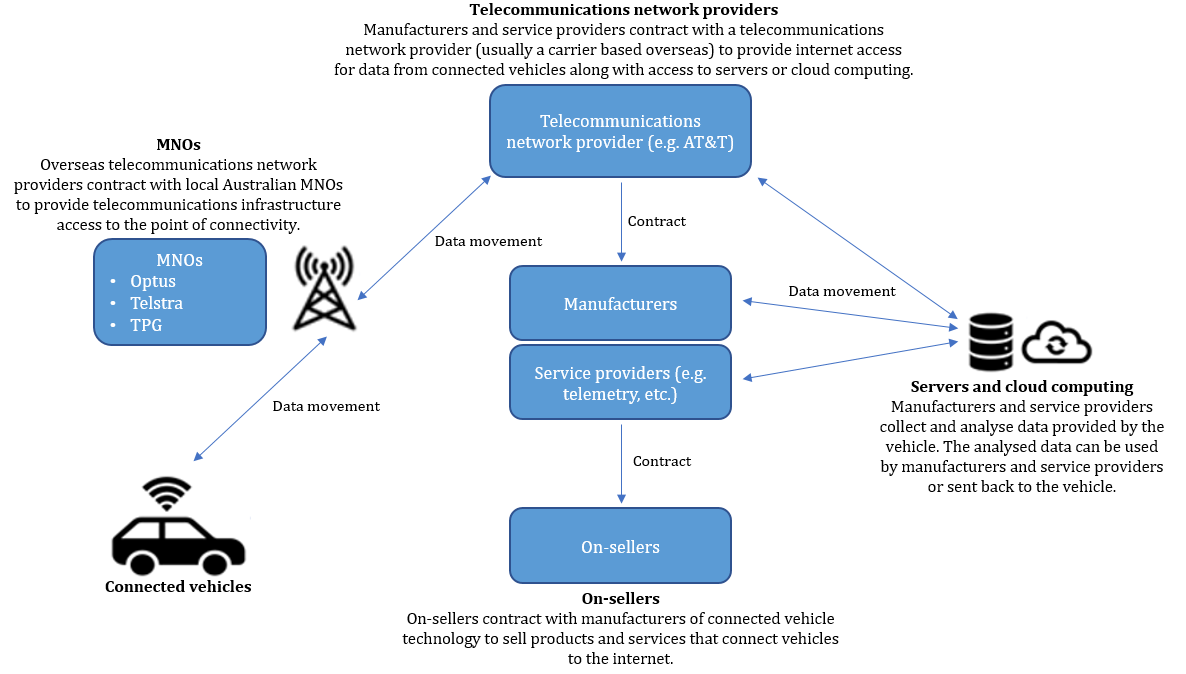 Telecommunications network providers
Manufacturers and service providers contract with a telecommunications
network provider (usually a carrier based overseas) to provide internet access
for data from connected vehicles along with access to servers or cloud computing.
Telecommunications
network provider (e.g. AT&T)
MNOs
Overseas telecommunications network
providers contract with local Australian MNOs
to provide telecommunications infrastructure
access to the point of connectivity.
MNOs
• Optus
• Telstra
• TPG
Data movement
Contract
Data movement
Manufacturers
Service providers (e.g.
telemetry, etc.)
Servers and cloud computing
Manufacturers and service providers
collect and analyse data provided by the
vehicle. The analysed data can be used
by manufacturers and service providers
or sent back to the vehicle.
Data movement
Contract
Connected vehicles
On-sellers
On-sellers
On-sellers contract with manufacturers of connected vehicle
technology to sell products and services that connect vehicles
to the internet.